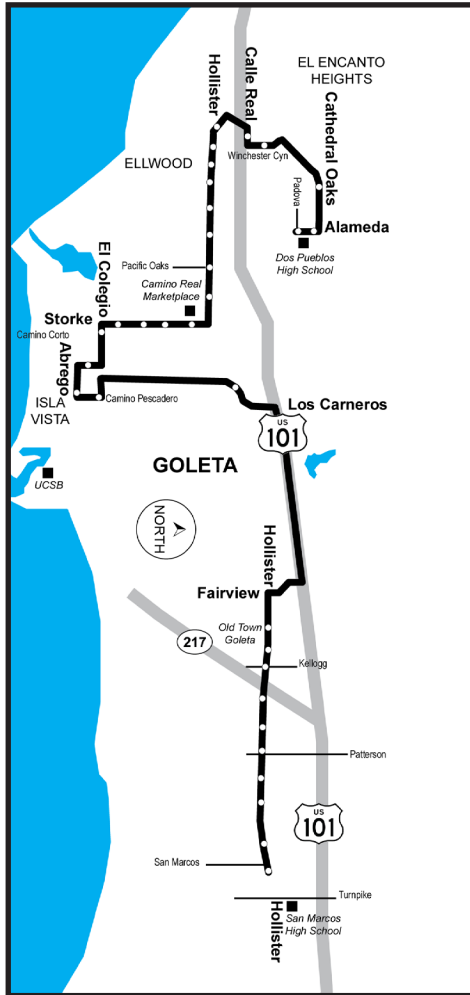 EL ENCANTO
HEIGHTS
Calle Real
Hollister
Cathedral Oaks
Winchester Cyn
ELLWOOD
Padova
Alameda
Dos Pueblos
High School
Pacific Oaks
El Colegio
Camino Real
Marketplace
Storke
Camino Corto
Abrego
ISLA
VISTA
Camino Pescadero
Los Carneros
US
101
GOLETA
UCSB
NORTH
Hollister
Fairview
Old Town
Goleta
217
Kellogg
Patterson
US
101
San Marcos
Turnpike
Hollister
San Marcos
High School